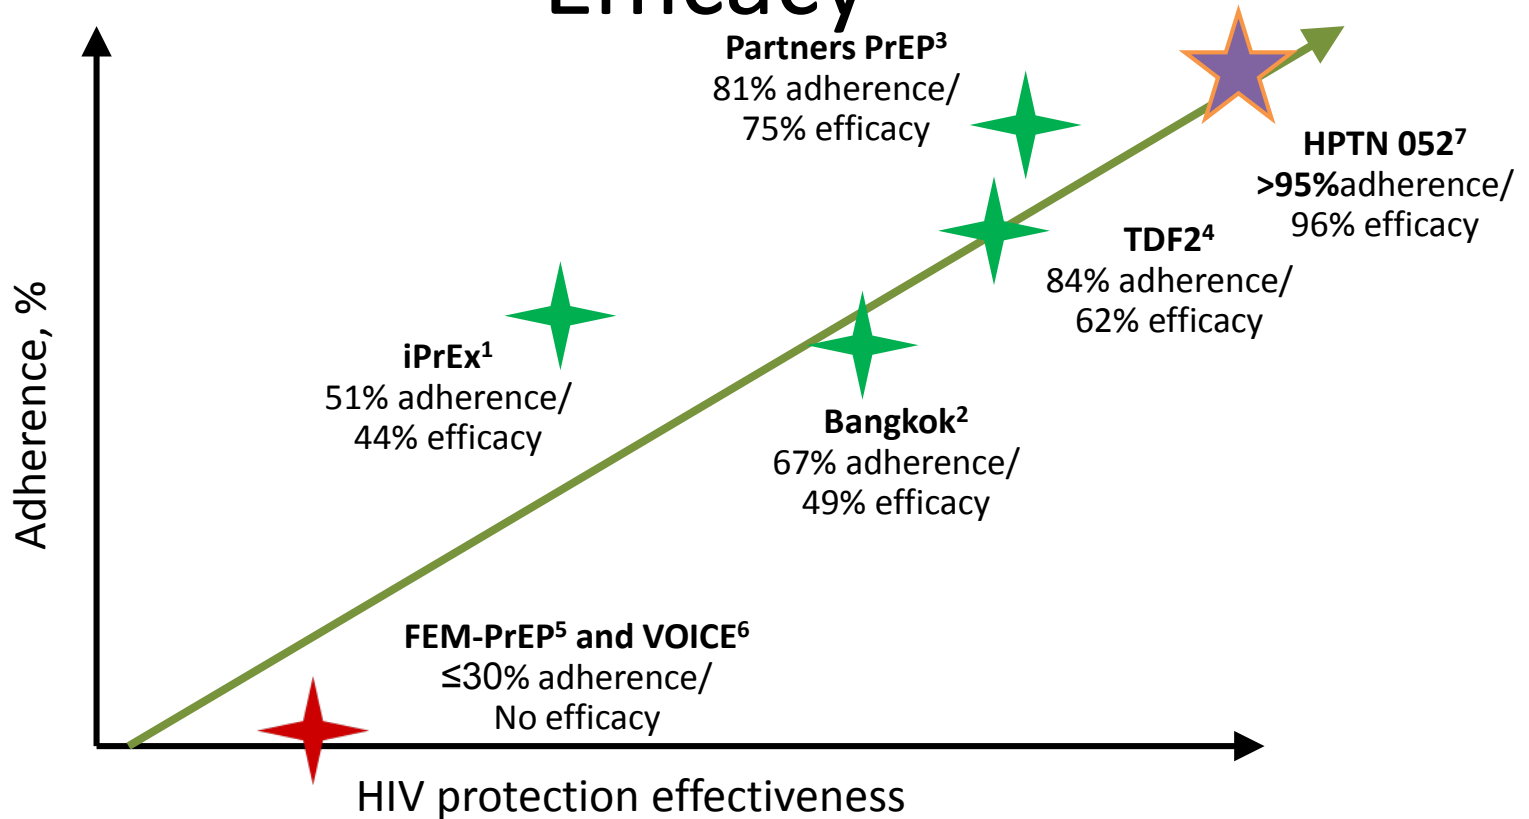 Efficacy
Partners PrEP³
81% adherence/
75% efficacy
HPTN 052⁷
>95%adherence/
96% efficacy
TDF2⁴
84% adherence/
62% efficacy
iPrEx¹
51% adherence/
44% efficacy
Bangkok²
67% adherence/
49% efficacy
FEM-PrEP⁵ and VOICE⁶
≤30% adherence/
No efficacy
Adherence, %
HIV protection effectiveness